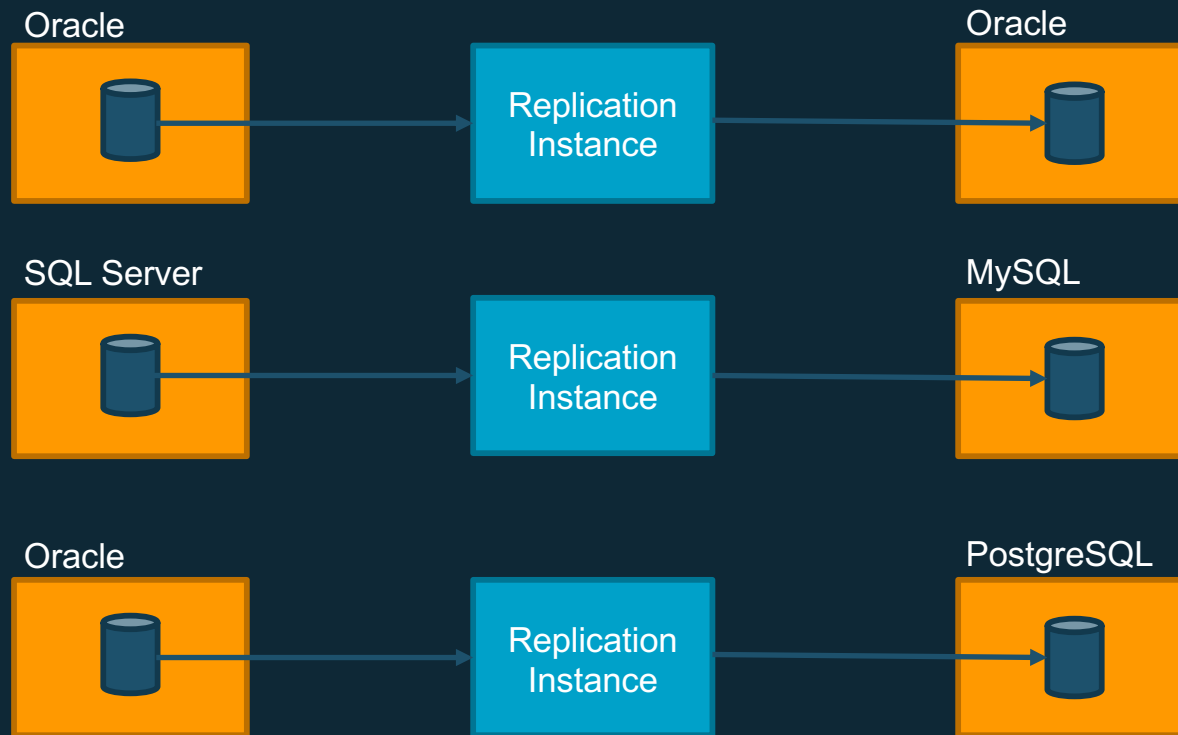 Oracle
Oracle
Replication
Instance
SQL Server
MySQL
Replication
Instance
Oracle
PostgreSQL
Replication
Instance